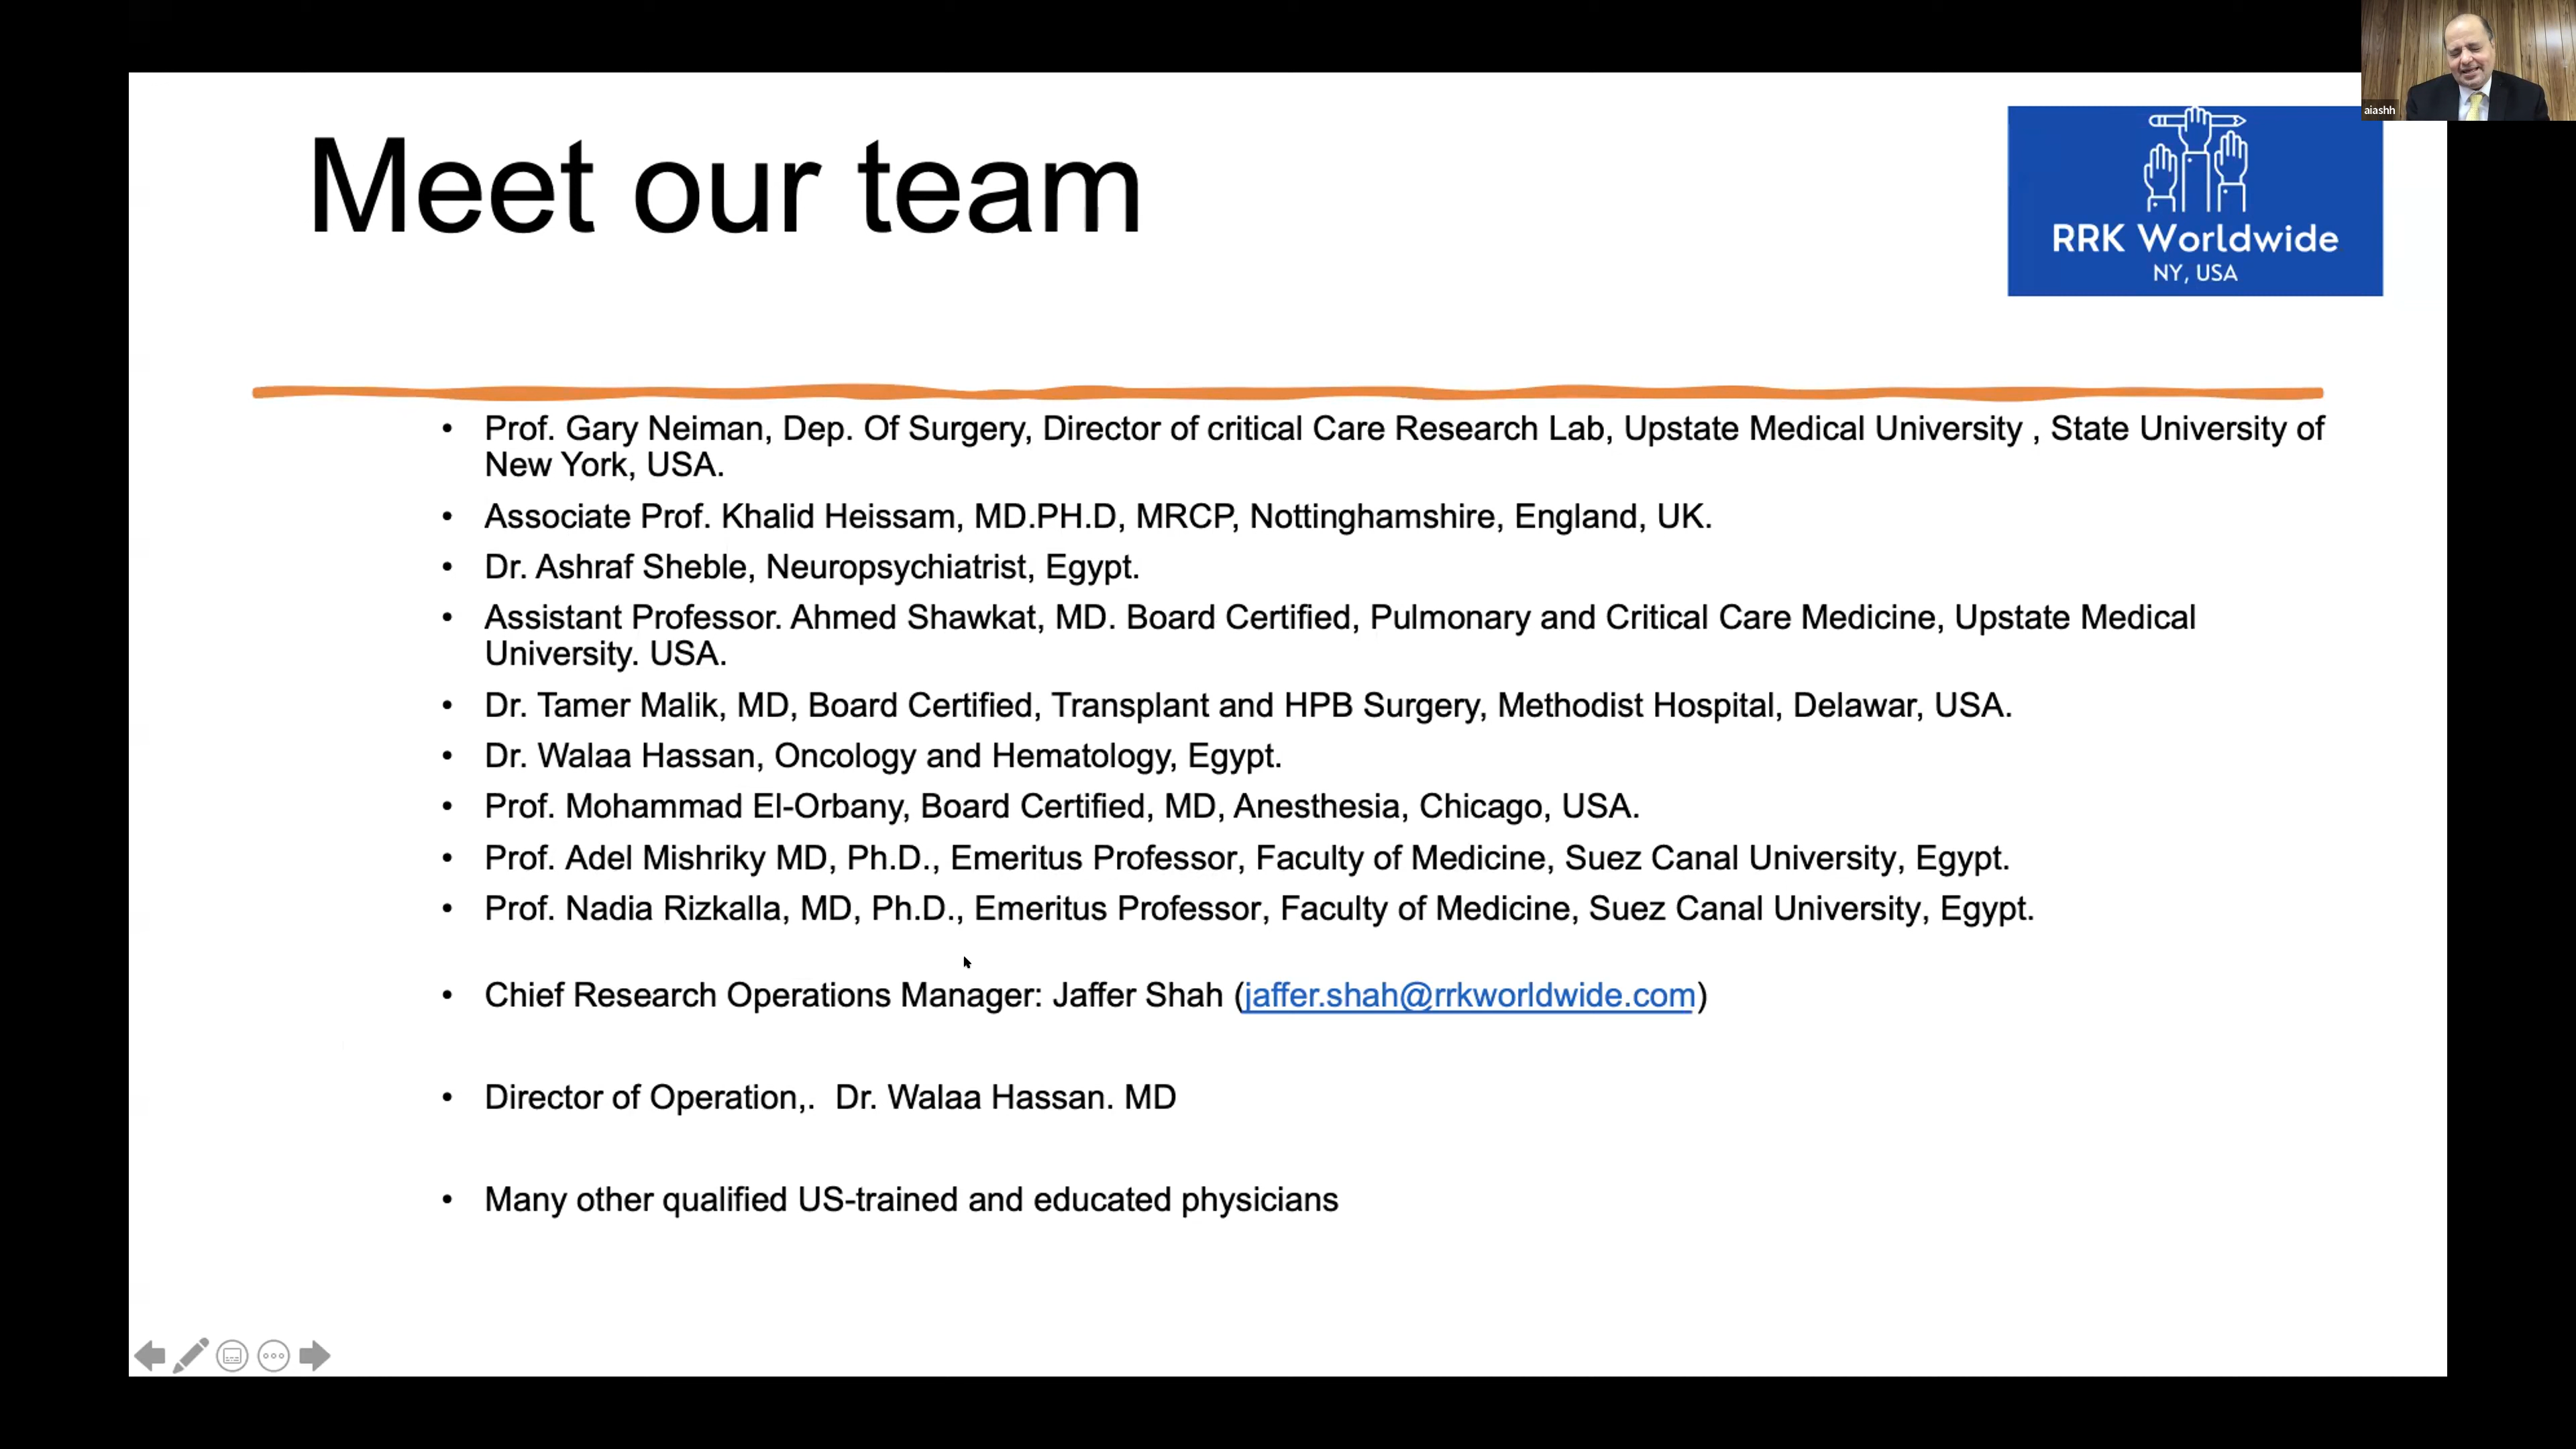 aiashh
Meet our team
RRK Worldwide
NY, USA
• Prof. Gary Neiman, Dep. Of Surgery, Director of critical Care Research Lab, Upstate Medical University , State University of
New York, USA.
• Associate Prof. Khalid Heissam, MD.PH.D, MRCP, Nottinghamshire, England, UK.
• Dr. Ashraf Sheble, Neuropsychiatrist, Egypt.
• Assistant Professor. Ahmed Shawkat, MD. Board Certified, Pulmonary and Critical Care Medicine, Upstate Medical
University. USA.
• Dr. Tamer Malik, MD, Board Certified, Transplant and HPB Surgery, Methodist Hospital, Delawar, USA.
• Dr. Walaa Hassan, Oncology and Hematology, Egypt.
• Prof. Mohammad El-Orbany, Board Certified, MD, Anesthesia, Chicago, USA.
• Prof. Adel Mishriky MD, Ph.D., Emeritus Professor, Faculty of Medicine, Suez Canal University, Egypt.
• Prof. Nadia Rizkalla, MD, Ph.D., Emeritus Professor, Faculty of Medicine, Suez Canal University, Egypt.
• Chief Research Operations Manager: Jaffer Shah (jaffer.shah@rrkworldwide.com)
• Director of Operation,. Dr. Walaa Hassan. MD
• Many other qualified US-trained and educated physicians